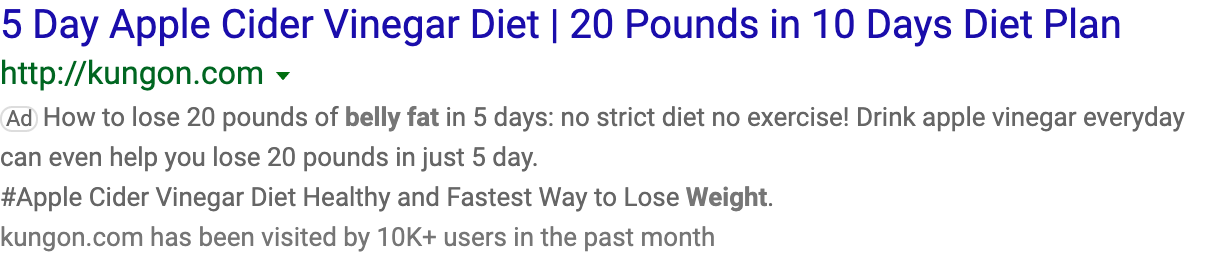 5 Day Apple Cider Vinegar Diet | 20 Pounds in 10 Days Diet Plan
http://kungon.com
Ad How to lose 20 pounds of belly fat in 5 days: no strict diet no exercise! Drink apple vinegar everyday
can even help you lose 20 pounds in just 5 day.
#Apple Cider Vinegar Diet Healthy and Fastest Way to Lose Weight.
kungon.com has been visited by 10K+ users in the past month